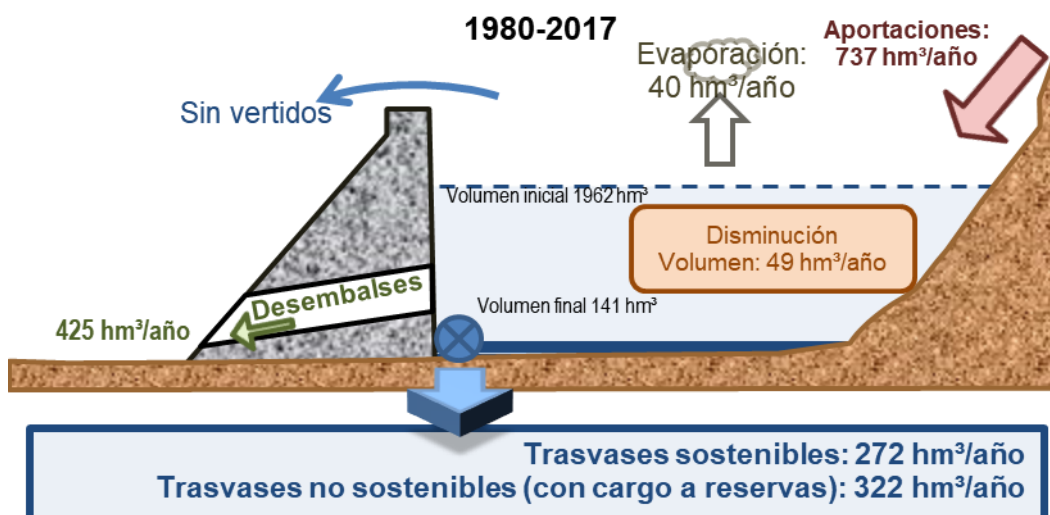 1980-2017
Aportaciones:
737 hm³/año
Evaporación:
40 hm³/año
Sin vertidos
Volumen inicial 1962 hm³
Disminución
Volumen: 49 hm³/año
Desembalses
Volumen final 141 hm³
425 hm³/año
Trasvases sostenibles: 272 hm³/año
Trasvases no sostenibles (con cargo a reservas): 322 hm³/año